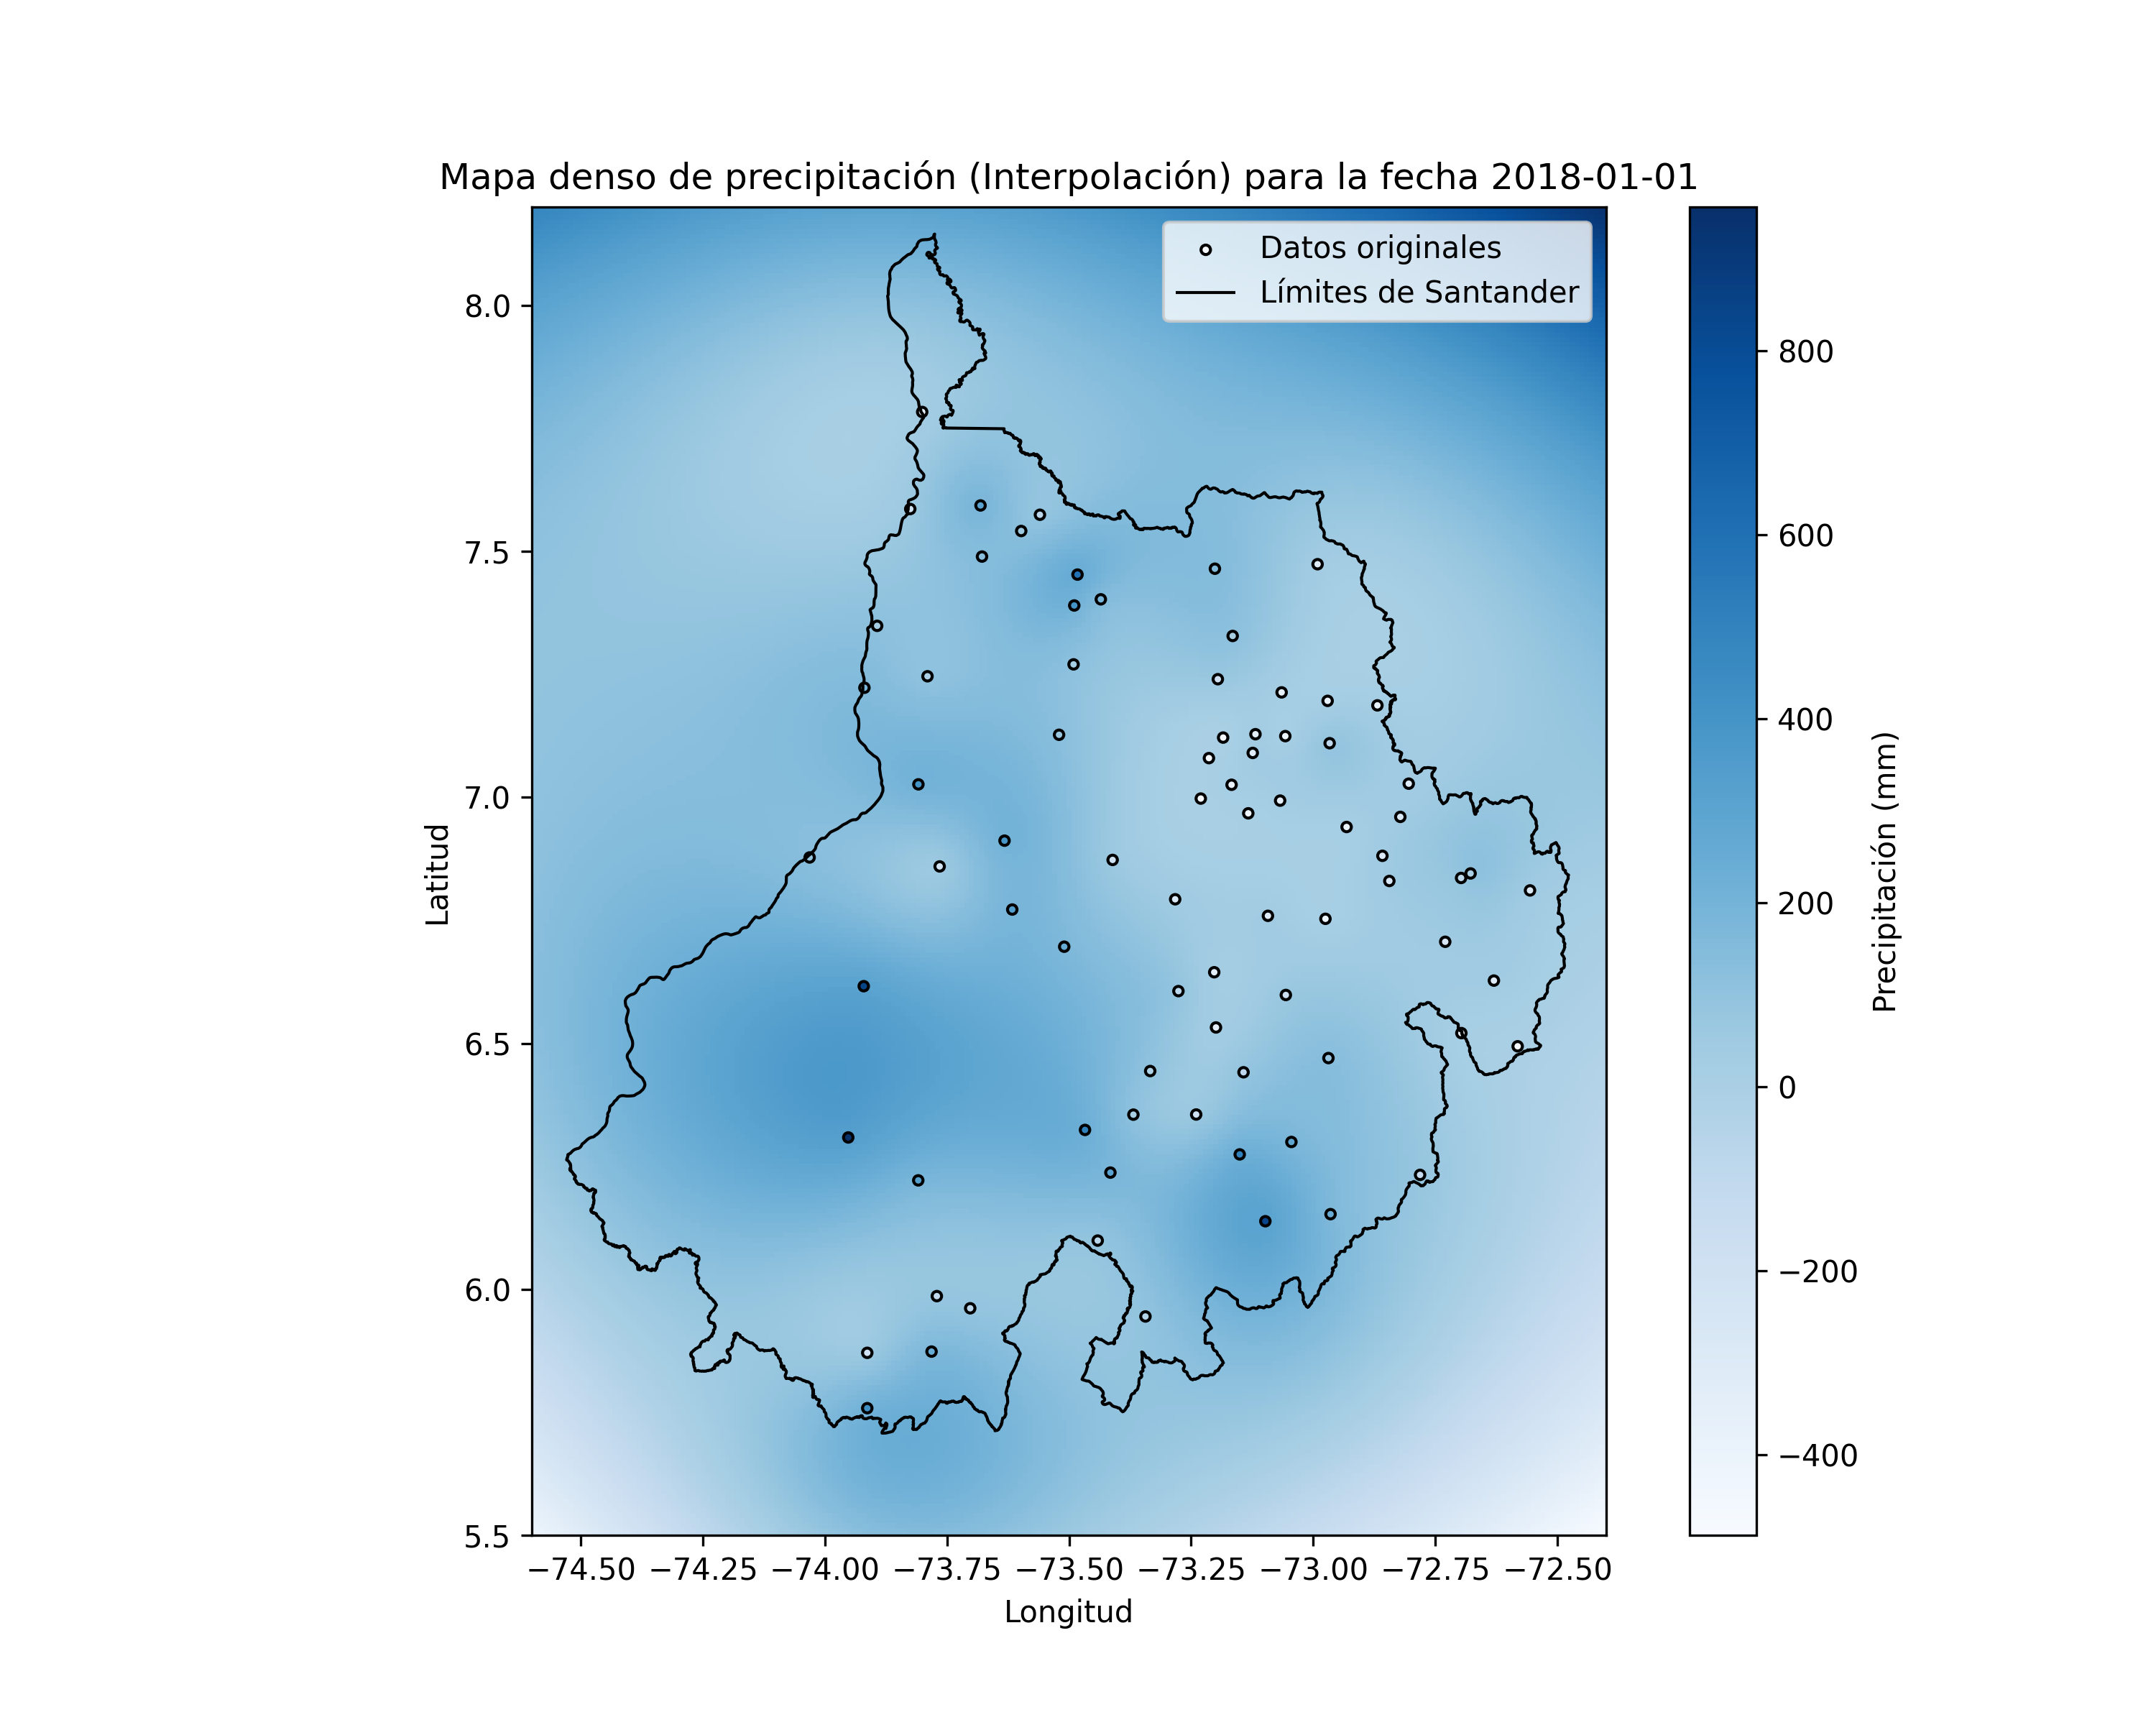 Mapa denso de precipitación (Interpolación) para la fecha 2018-01-01
Datos originales
Límites de Santander
8.0
7.5
7.0
6.5
6.0
5.5
Latitud
−74.50 −74.25 −74.00 −73.75 −73.50 −73.25 −73.00 −72.75 −72.50
Longitud
800
600
400
200
0
−200
−400
Precipitación (mm)